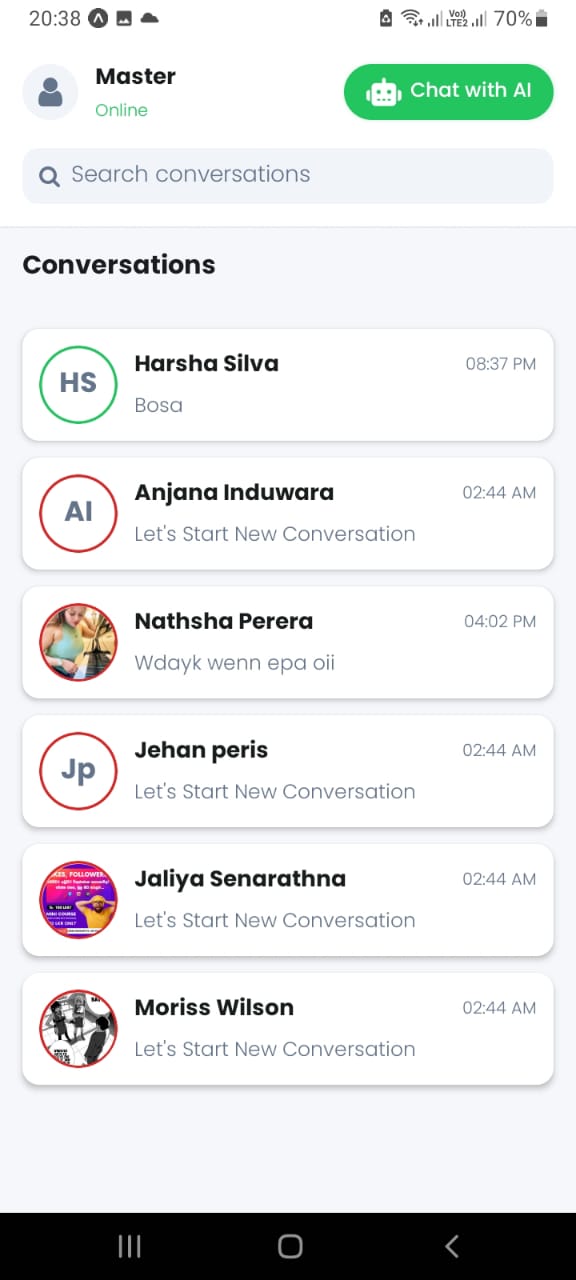 20:38
Vo))
LTE2
70%
Master
Online
Chat with AI
Search conversations
Conversations
HS
Harsha Silva
08:37 PM
Bosa
AI
Anjana Induwara
02:44 AM
Let's Start New Conversation
Nathsha Perera
04:02 PM
Wdayk wenn epa oii
Jp
Jehan peris
02:44 AM
Let's Start New Conversation
Jaliya Senarathna
02:44 AM
Let's Start New Conversation
Moriss Wilson
02:44 AM
Let's Start New Conversation